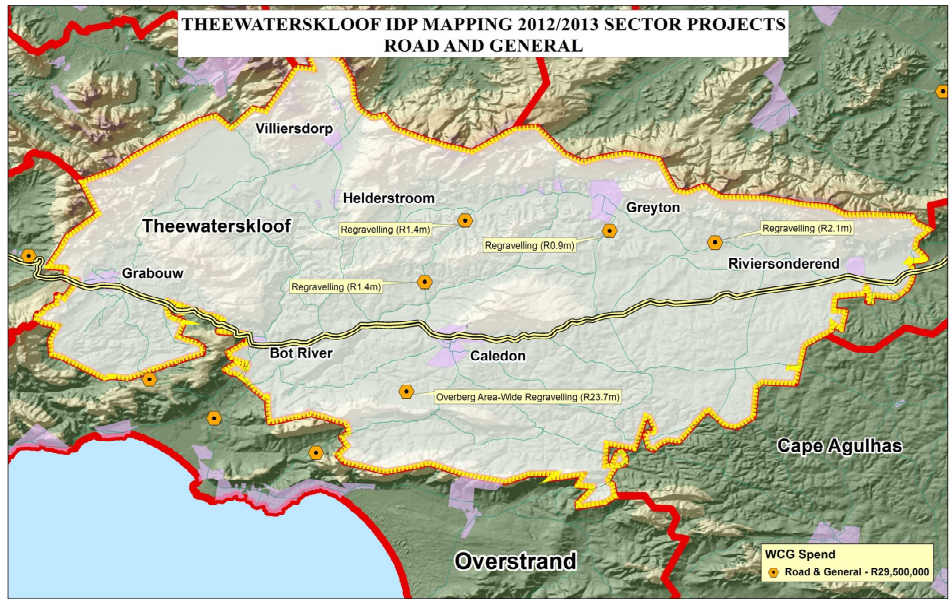 THEEWATERSKLOOF IDP MAPPING 2012/2013 SECTOR PROJECTS
ROAD AND GENERAL
Villiersdorp
Helderstroom
Greyton
Theewaterskloof
Regravelling (R1.4m)
Regravelling (R0.9m)
Regravelling (R2.1m)
Grabouw
Riviersonderend
Regravelling (R1.4m)
Bot River
Caledon
Overberg Area-Wide Regravelling (R23.7m)
Cape Agulhas
Overstrand
WCG Spend
Road & General - R29,500,000